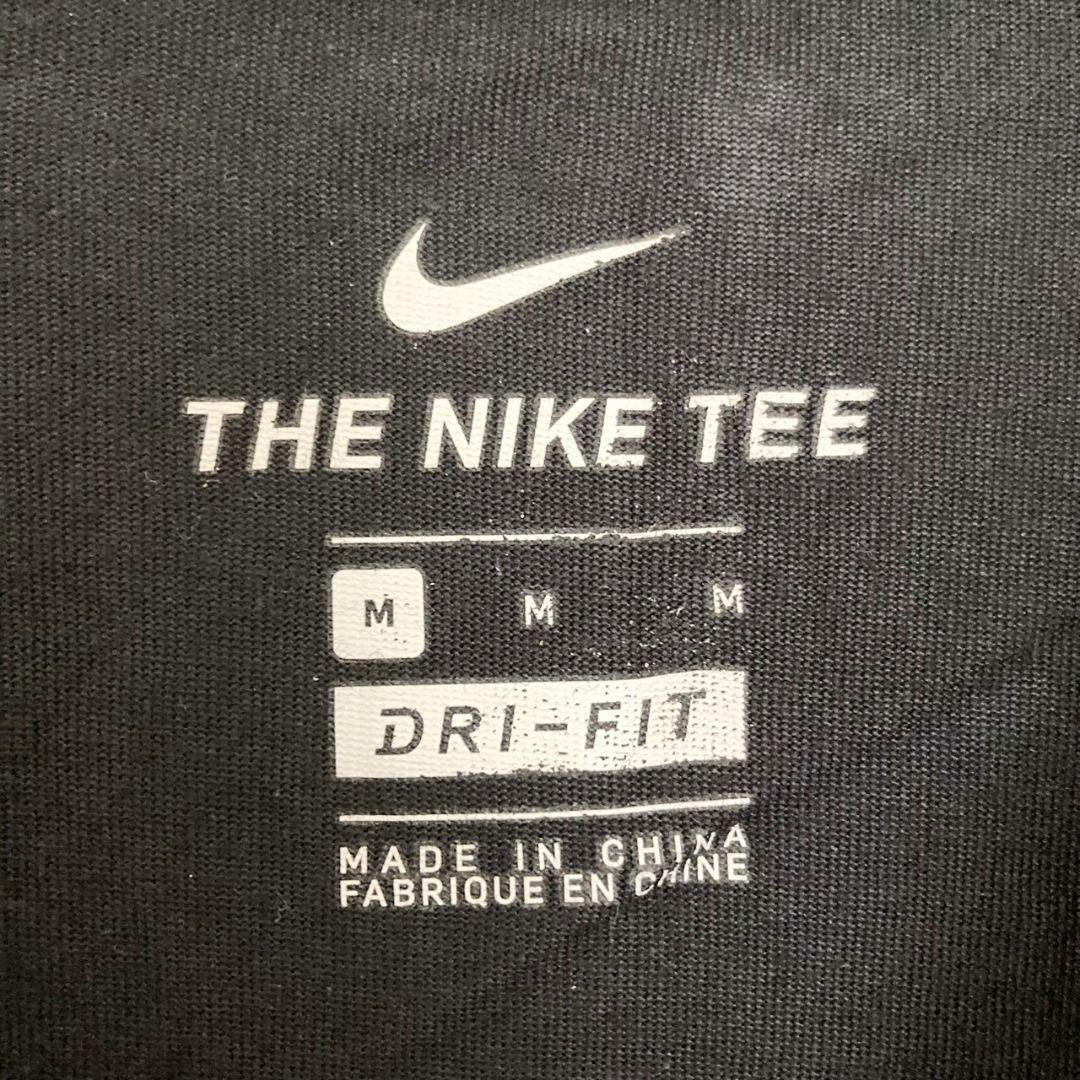 THE NIKE TEE
M M M
DRI-FIT
MADE IN CHINA
FABRIQUE EN CHINE